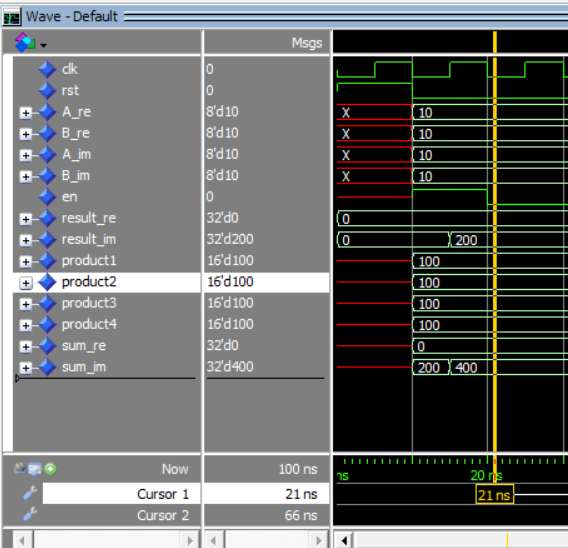 Wave - Default
Msgs
clk 0
rst 0
A_re 8'd10 X 10
B_re 8'd10 X 10
A_im 8'd10 X 10
B_im 8'd10 X 10
en 0
result_re 32'd0 0
result_im 32'd200 0 200
product1 16'd100 100
product2 16'd100 100
product3 16'd100 100
product4 16'd100 100
sum_re 32'd0 0
sum_im 32'd400 200 400
Now 100 ns ns 20 ns
Cursor 1 21 ns 21 ns
Cursor 2 66 ns